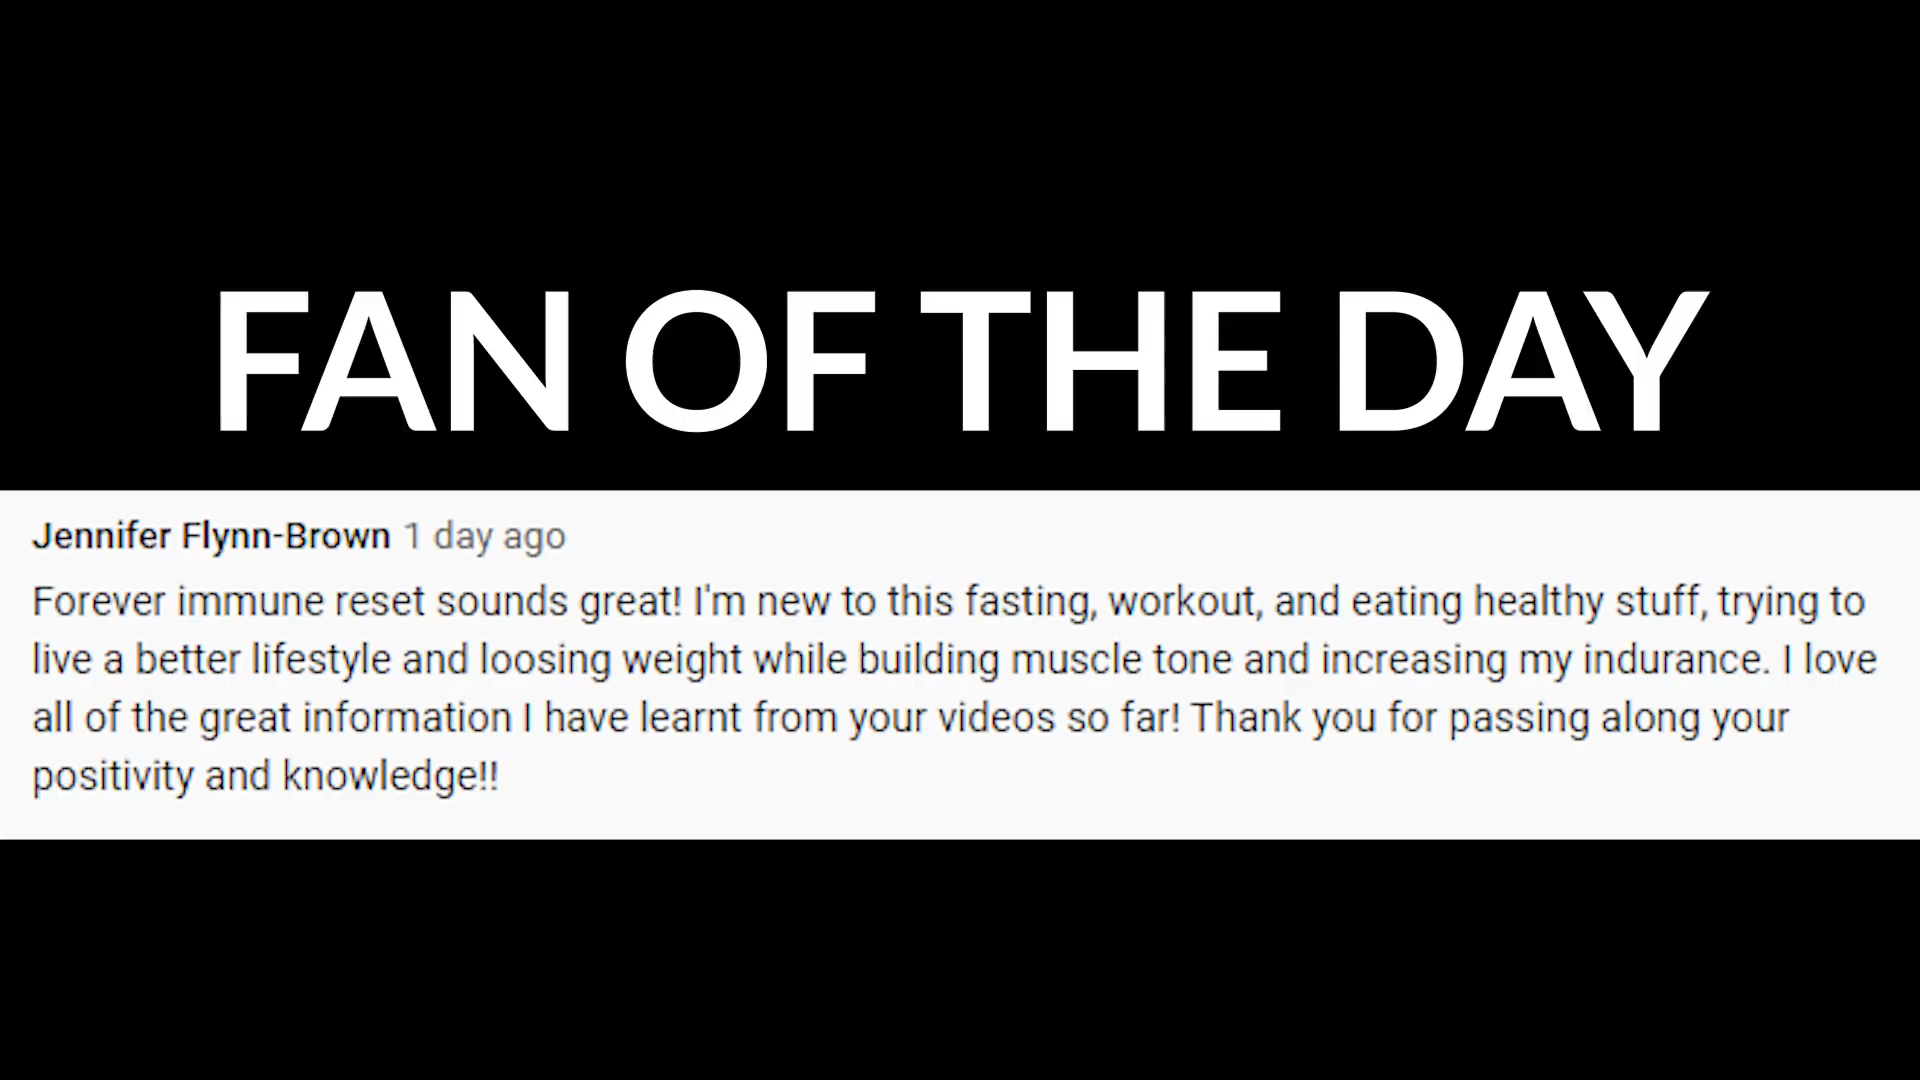 FAN OF THE DAY
Jennifer Flynn-Brown 1 day ago
Forever immune reset sounds great! I'm new to this fasting, workout, and eating healthy stuff, trying to
live a better lifestyle and loosing weight while building muscle tone and increasing my indurance. I love
all of the great information I have learnt from your videos so far! Thank you for passing along your
positivity and knowledge!!